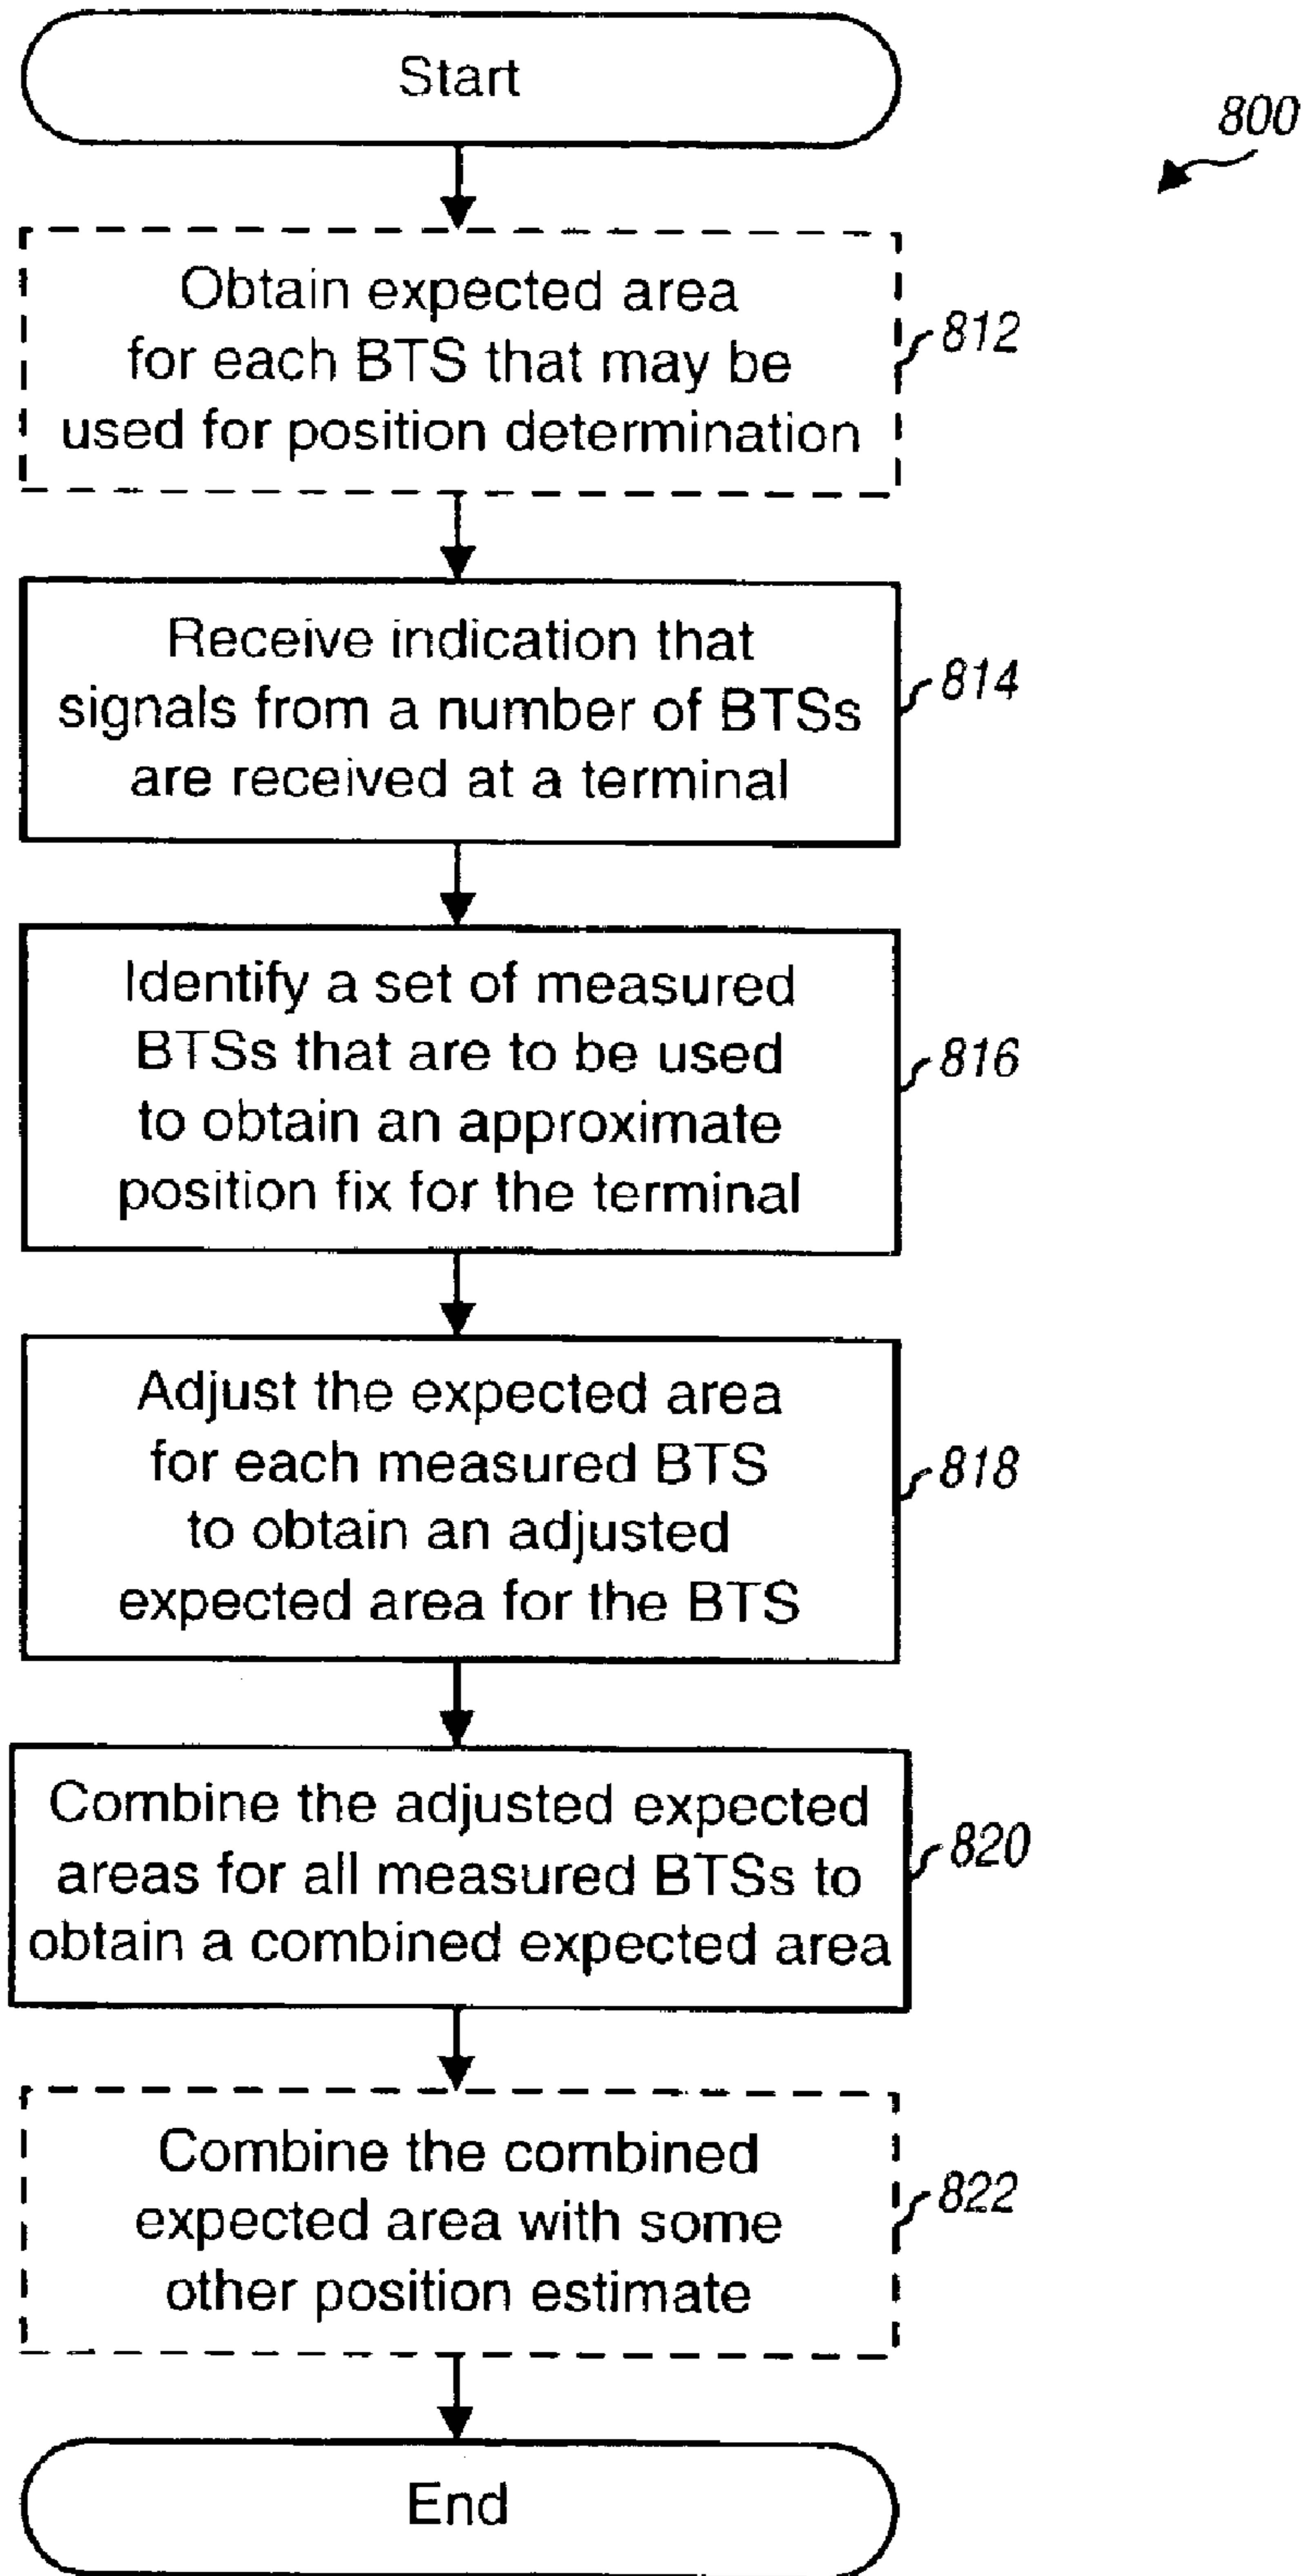 Start
800
Obtain expected area
for each BTS that may be
used for position determination
812
Receive indication that
signals from a number of BTSs
are received at a terminal
814
Identify a set of measured
BTSs that are to be used
to obtain an approximate
position fix for the terminal
816
Adjust the expected area
for each measured BTS
to obtain an adjusted
expected area for the BTS
818
Combine the adjusted expected
areas for all measured BTSs to
obtain a combined expected area
820
Combine the combined
expected area with some
other position estimate
822
End